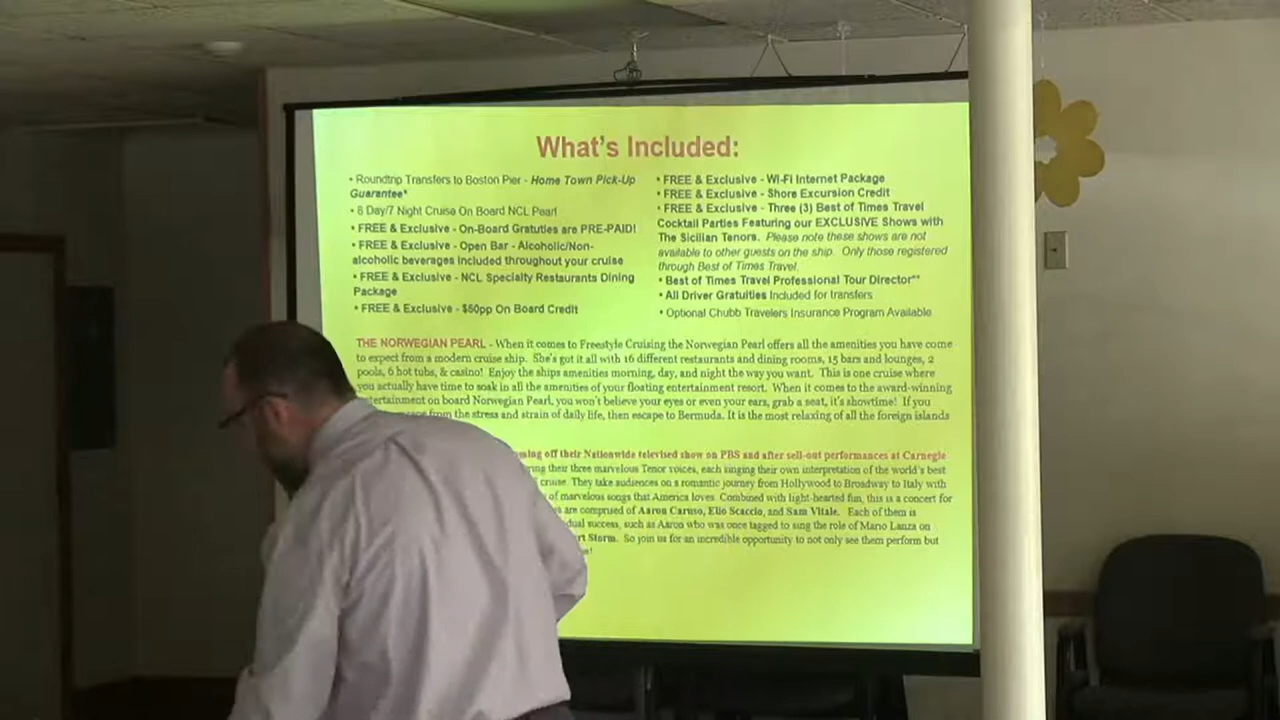 What's Included:
• Roundtrip Transfers to Boston Pier - Home Town Pick-Up
Guarantee*
• 8 Day/7 Night Cruise On Board NCL Pearl
• FREE & Exclusive - On-Board Gratuties are PRE-PAID!
• FREE & Exclusive - Open Bar - Alcoholic/Non-
alcoholic beverages included throughout your cruise
• FREE & Exclusive - NCL Specialty Restaurants Dining
Package
• FREE & Exclusive - $50pp On Board Credit
• FREE & Exclusive - Wi-Fi Internet Package
• FREE & Exclusive - Shore Excursion Credit
• FREE & Exclusive - Three (3) Best of Times Travel
Cocktail Parties Featuring our EXCLUSIVE Shows with
The Sicilian Tenors. Please note these shows are not
available to other guests on the ship. Only those registered
through Best of Times Travel.
• Best of Times Travel Professional Tour Director**
• All Driver Gratuities Included for transfers
• Optional Chubb Travelers Insurance Program Available
THE NORWEGIAN PEARL - When it comes to Freestyle Cruising the Norwegian Pearl offers all the amenities you have come
to expect from a modern cruise ship. She's got it all with 16 different restaurants and dining rooms, 15 bars and lounges, 2
pools, 6 hot tubs, & casino! Enjoy the ships amenities morning, day, and night the way you want. This is one cruise where
you actually have time to soak in all the amenities of your floating entertainment resort. When it comes to the award-winning
tertainment on board Norwegian Pearl, you won't believe your eyes or even your ears, grab a seat, it's showtime! If you
from the stress and strain of daily life, then escape to Bermuda. It is the most relaxing of all the foreign islands
ming off their Nationwide televised show on PBS and after sell-out performances at Carnegie
ring their three marvelous Tenor voices, each singing their own interpretation of the world's best
cruise. They take audiences on a romantic journey from Hollywood to Broadway to Italy with
of marvelous songs that America loves. Combined with light-hearted fun, this is a concert for
are comprised of Aaron Caruso, Elio Scaccio, and Sam Vitale. Each of them is
dual success, such as Aaron who was once tagged to sing the role of Mario Lanza on
rt Storm. So join us for an incredible opportunity to not only see them perform but